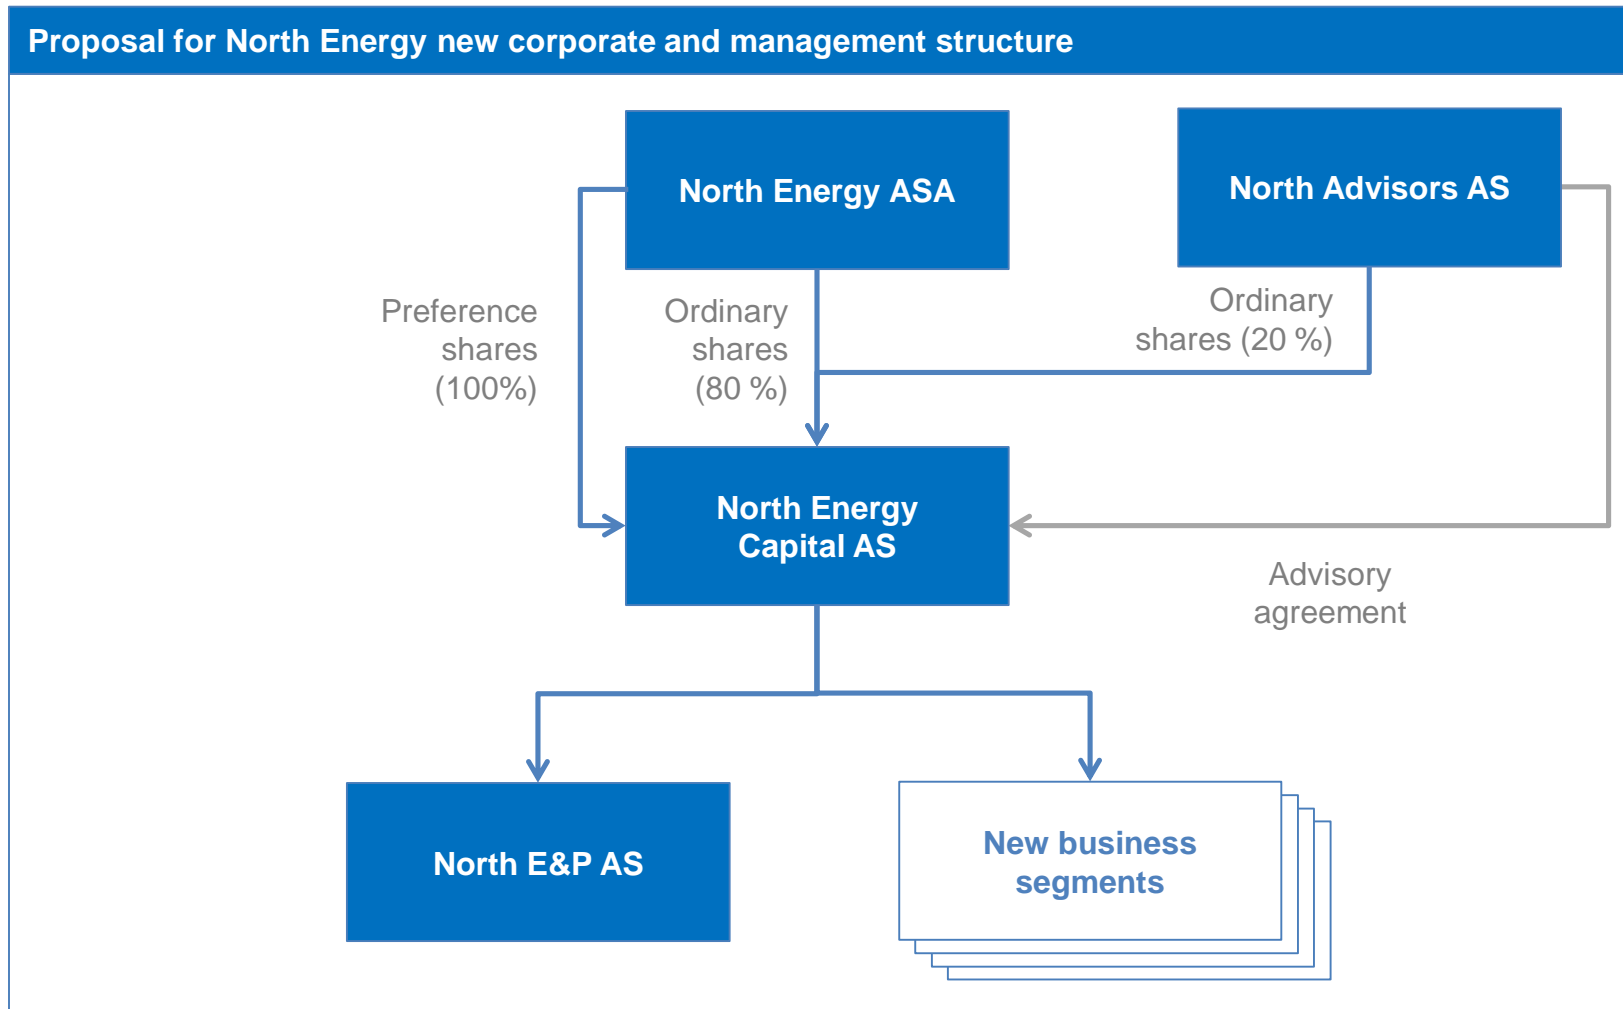 Proposal for North Energy new corporate and management structure
North Energy ASA
North Advisors AS
Preference
shares
(100%)
Ordinary
shares
(80 %)
Ordinary
shares (20 %)
North Energy
Capital AS
Advisory
agreement
North E&P AS
New business
segments